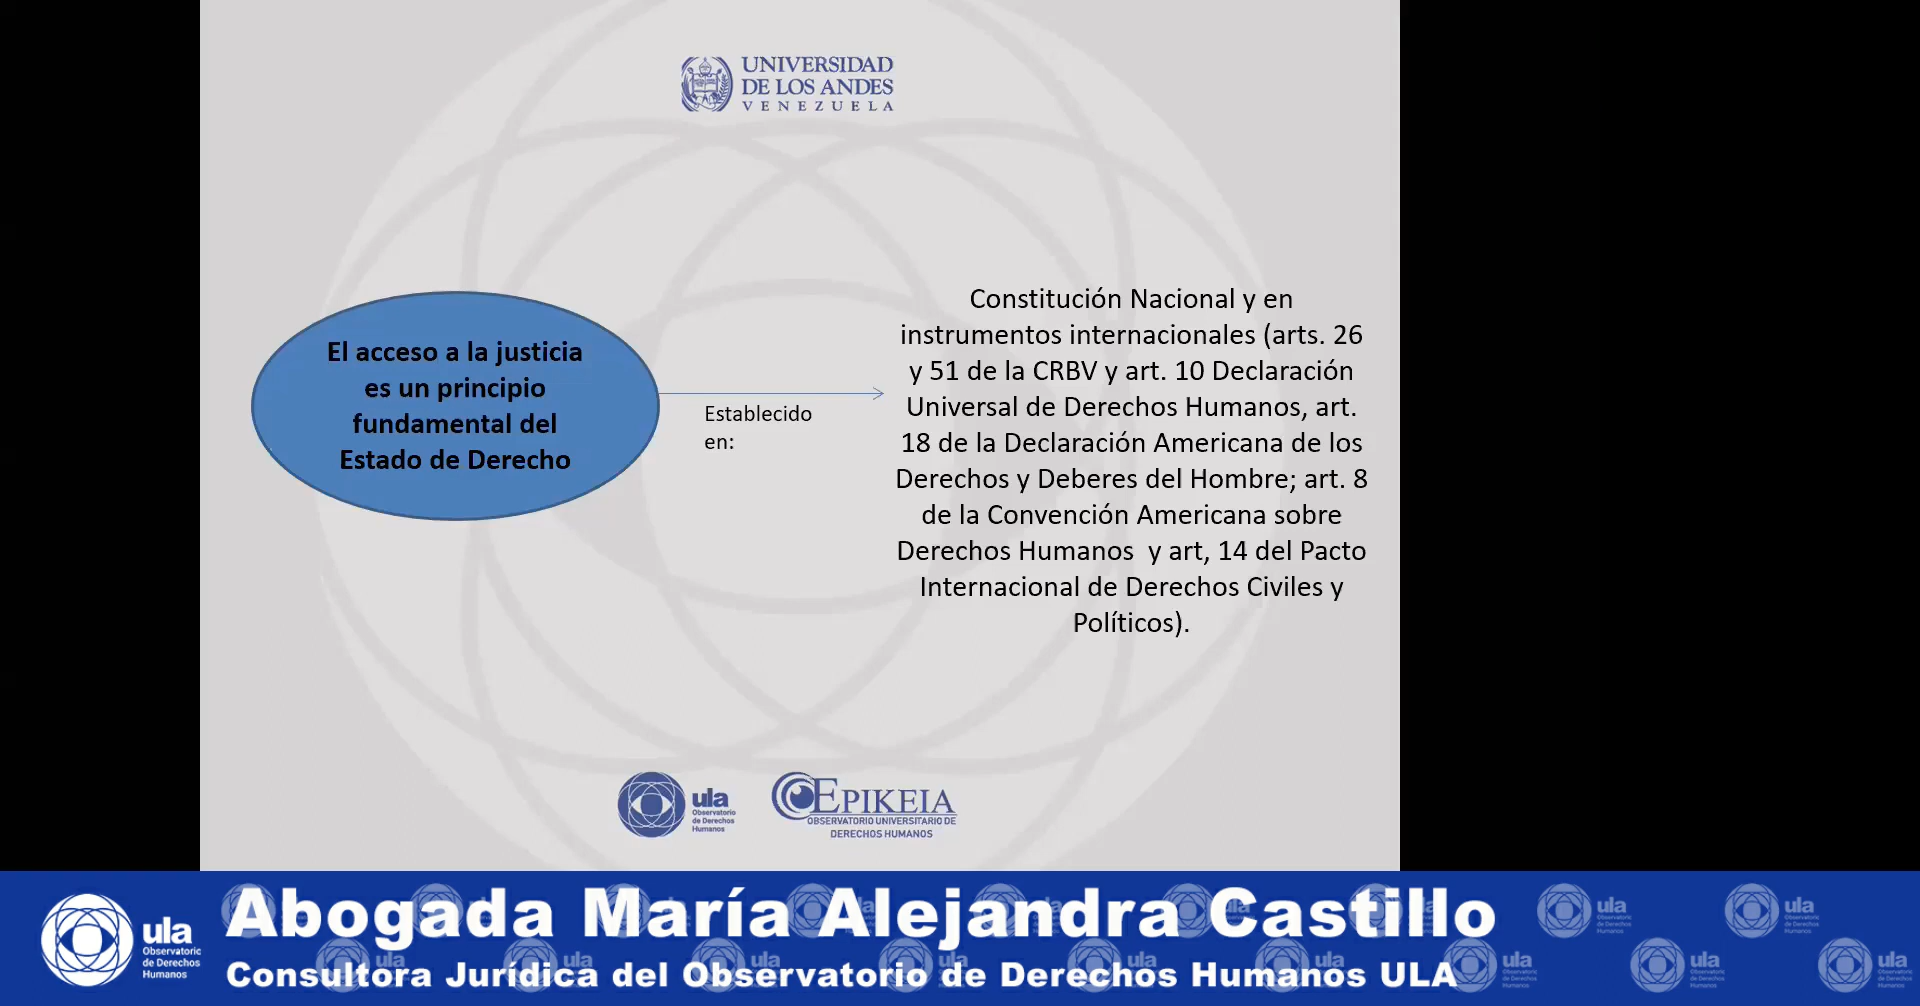 UNIVERSIDAD
DE LOS ANDES
VENEZUELA
El acceso a la justicia
es un principio
fundamental del
Estado de Derecho
Establecido
en:
Constitución Nacional y en
instrumentos internacionales (arts. 26
y 51 de la CRBV y art. 10 Declaración
Universal de Derechos Humanos, art.
18 de la Declaración Americana de los
Derechos y Deberes del Hombre; art. 8
de la Convención Americana sobre
Derechos Humanos  y art, 14 del Pacto
Internacional de Derechos Civiles y
Políticos).
ula
Observatorio
de Derechos
Humanos
EPIKEIA
OBSERVATORIO UNIVERSITARIO DE
DERECHOS HUMANOS
ula
Observatorio
de Derechos
Humanos
Abogada María Alejandra Castillo
Consultora Jurídica del Observatorio de Derechos Humanos ULA